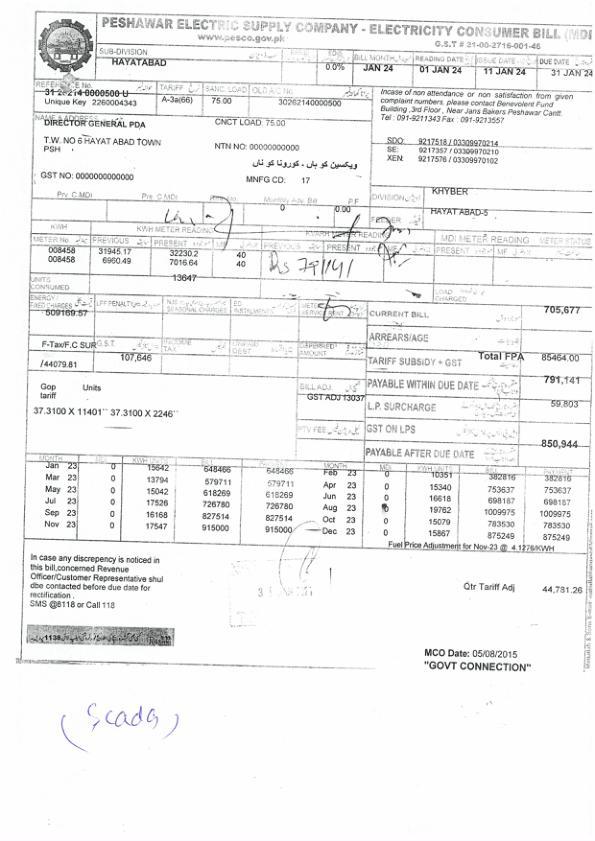 PESHAWAR ELECTRIC SUPPLY COMPANY - ELECTRICITY CONSUMER BILL (MDI
www.pesco.gov.pk
G.S.T # 21-00-2716-001-46
SUB-DIVISION BILL MONTH READING DATE ISSUE DATE DUE DATE
HAYATABAD 0.0% JAN 24 01 JAN 24 11 JAN 24 31 JAN 24
REFERENCE No. TARIFF SANC. LOAD OLD A/C No
31 26214 0000500 U A-3a(66) 75.00 30262140000500
Unique Key 2260004343
Incase of non attendance or non satisfaction from given
complaint numbers, please contact Benevolent Fund
Building ,3rd Floor , Near Jans Bakers Peshawar Cantt.
Tel : 091-9211343 Fax : 091-9213557
NAME & ADDRESS
DIRECTOR GENERAL PDA CNCT LOAD: 75.00
T.W. NO 6 HAYAT ABAD TOWN
PSH NTN NO: 00000000000
ویکسین کو ہاں ، کورونا کو ناں
GST NO: 0000000000000 MNFG CD: 17
SDO: 9217518 / 03309970210
SE: 9217357 / 03309970210
XEN: 9217576 / 03309970102
Prv. C.MDI Pre. C.MDI Monthly Adv. Bill P.F
0 0.00
DIVISION KHYBER
FEEDER HAYAT ABAD-5
KWH KWH METER READING KVARH METER READING MDI METER READING METER STATUS
METER No. PREVIOUS PRESENT MF PREVIOUS PRESENT MF PREVIOUS PRESENT MF
008458 31945.17 32230.2 40
008458 6960.49 7016.64 40
Rs 791141
UNITS CONSUMED 13647
LOAD CHARGED
ENERGY/ FIXED CHARGES LPF PENALTY SEASONAL CHARGES ED INSTALMENTS METER SERVICE RENT
509169.57
CURRENT BILL 705,677
ARREARS/AGE
F-Tax/F.C SUR G.S.T. INCOME TAX DEFERRED AMOUNT
/44079.81 107,646
Total FPA 85464.00
TARIFF SUBSIDY + GST
PAYABLE WITHIN DUE DATE 791,141
Gop Units
tariff
BILL ADJ.
GST ADJ 13037
L.P. SURCHARGE 59,803
37.3100 X 11401`` 37.3100 X 2246``
PTV FEE GST ON LPS
PAYABLE AFTER DUE DATE 850,944
MONTH MDI KWH UNITS BILL PAYMENT MONTH MDI KWH UNITS BILL PAYMENT
Jan 23 0 15642 648466 648466 Feb 23 0 10351 382816 382816
Mar 23 0 13794 579711 579711 Apr 23 0 15340 753637 753637
May 23 0 15042 618269 618269 Jun 23 0 16618 698187 698187
Jul 23 0 17526 726780 726780 Aug 23 0 19762 1009975 1009975
Sep 23 0 16168 827514 827514 Oct 23 0 15079 783530 783530
Nov 23 0 17547 915000 915000 Dec 23 0 15867 875249 875249
Fuel Price Adjustment for Nov-23 @ 4.1276/KWH
In case any discrepency is noticed in
this bill,concerned Revenue
Officer/Customer Representative shul
dbe contacted before due date for
rectification .
SMS @8118 or Call 118
Qtr Tariff Adj 44,781.26
MCO Date: 05/08/2015
"GOVT CONNECTION"
(Scada)